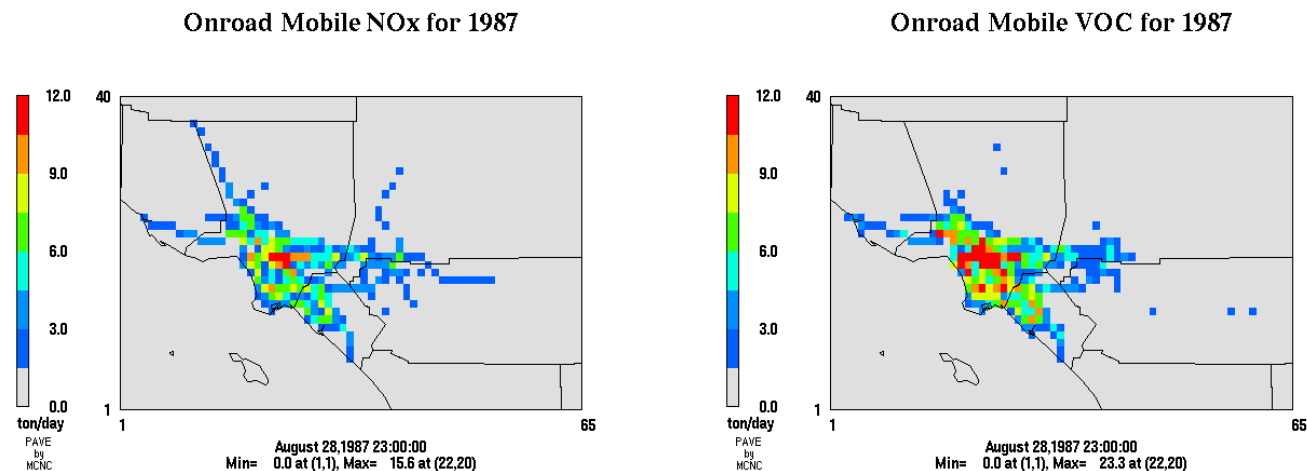 Onroad Mobile NOx for 1987
12.0
9.0
6.0
3.0
0.0
ton/day
PAVE
by
MCNC
40
1
1
65
August 28,1987 23:00:00
Min= 0.0 at (1,1), Max= 15.6 at (22,20)
Onroad Mobile VOC for 1987
12.0
9.0
6.0
3.0
0.0
ton/day
PAVE
by
MCNC
40
1
1
65
August 28,1987 23:00:00
Min= 0.0 at (1,1), Max= 23.3 at (22,20)